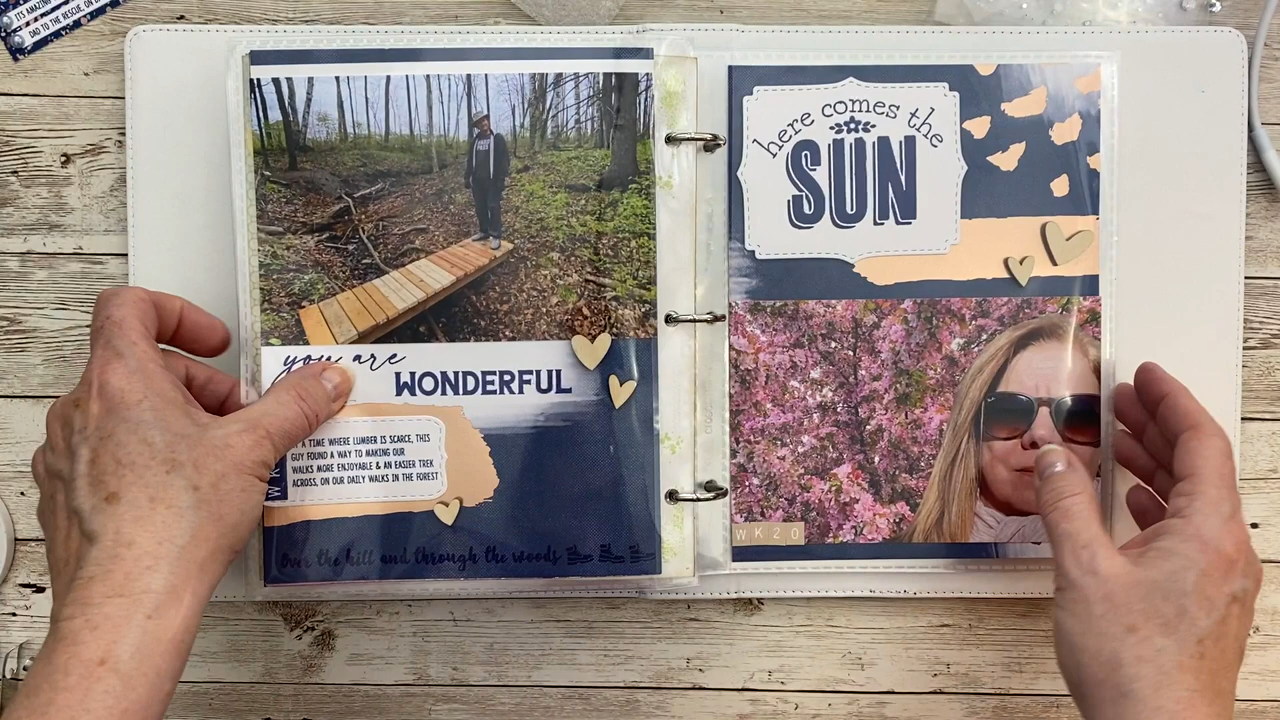 ITS AMAZING
DAD TO THE RESCUE, ON
you are
WONDERFUL
A TIME WHERE LUMBER IS SCARCE, THIS
GUY FOUND A WAY TO MAKING OUR
WALKS MORE ENJOYABLE & AN EASIER TREK
ACROSS, ON OUR DAILY WALKS IN THE FOREST
WK
Over the hill and through the woods
here comes the
SUN
WK20